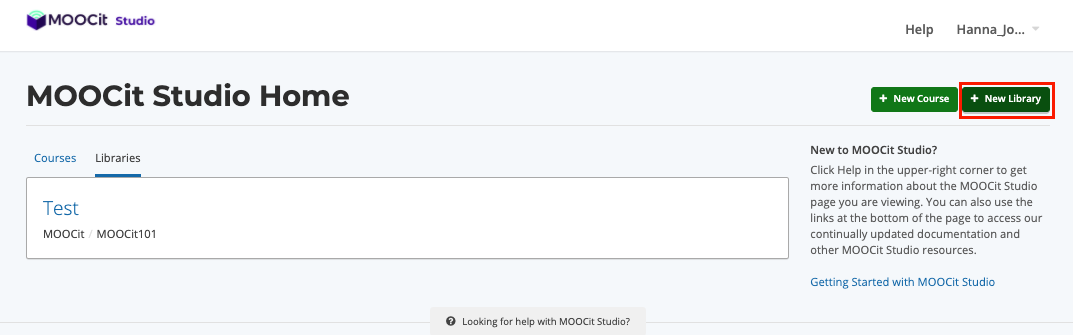 MOOCit Studio
Help Hanna_Jo...
MOOCit Studio Home
+ New Course + New Library
Courses Libraries
Test
MOOCit / MOOCit101
New to MOOCit Studio?
Click Help in the upper-right corner to get
more information about the MOOCit Studio
page you are viewing. You can also use the
links at the bottom of the page to access our
continually updated documentation and
other MOOCit Studio resources.
Getting Started with MOOCit Studio
Looking for help with MOOCit Studio?